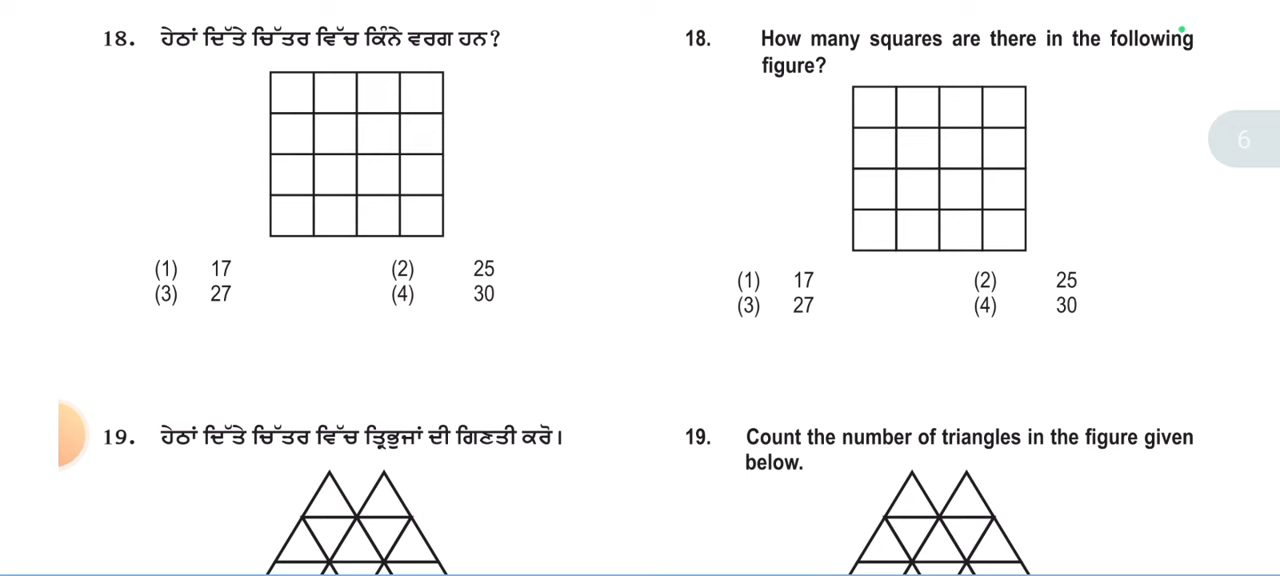 18. ਹੇਠਾਂ ਦਿੱਤੇ ਚਿੱਤਰ ਵਿੱਚ ਕਿੰਨੇ ਵਰਗ ਹਨ?
(1) 17 (2) 25
(3) 27 (4) 30
19. ਹੇਠਾਂ ਦਿੱਤੇ ਚਿੱਤਰ ਵਿੱਚ ਤ੍ਰਿਭੁਜਾਂ ਦੀ ਗਿਣਤੀ ਕਰੋ।
18. How many squares are there in the following
figure?
(1) 17 (2) 25
(3) 27 (4) 30
19. Count the number of triangles in the figure given
below.
6